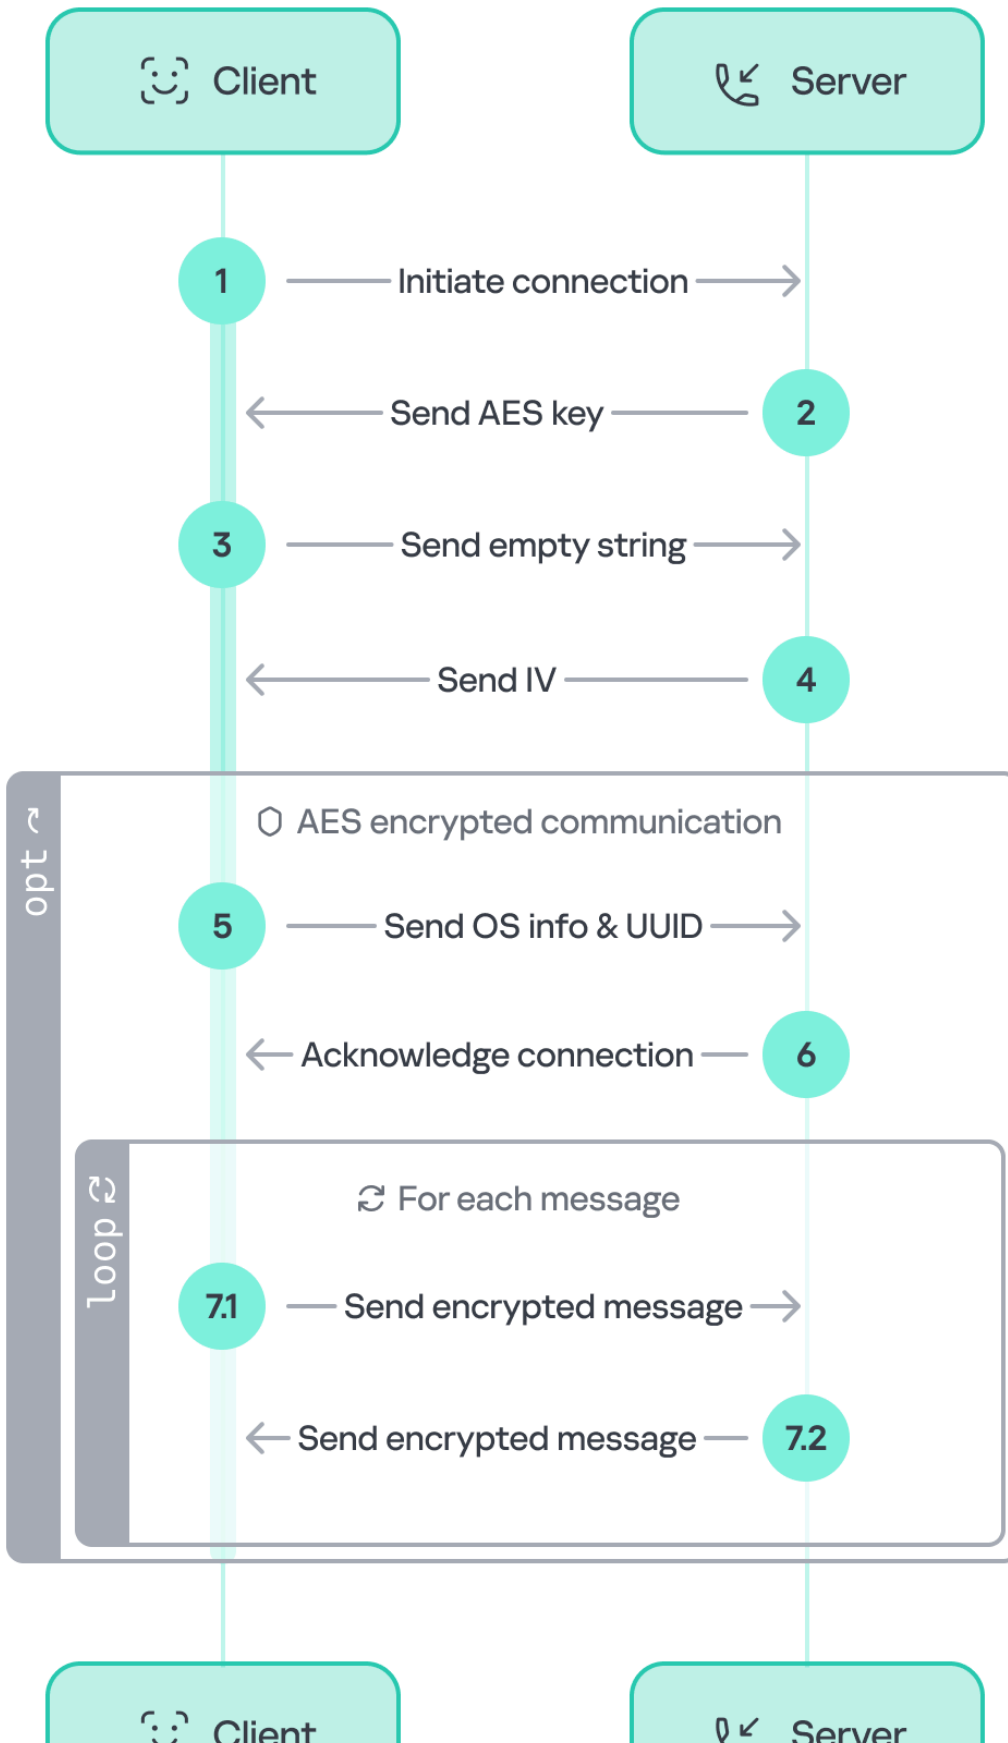 Client
Server
1
Initiate connection
Send AES key
2
3
Send empty string
Send IV
4
opt
AES encrypted communication
5
Send OS info & UUID
Acknowledge connection
6
loop
For each message
7.1
Send encrypted message
Send encrypted message
7.2
Client
Server